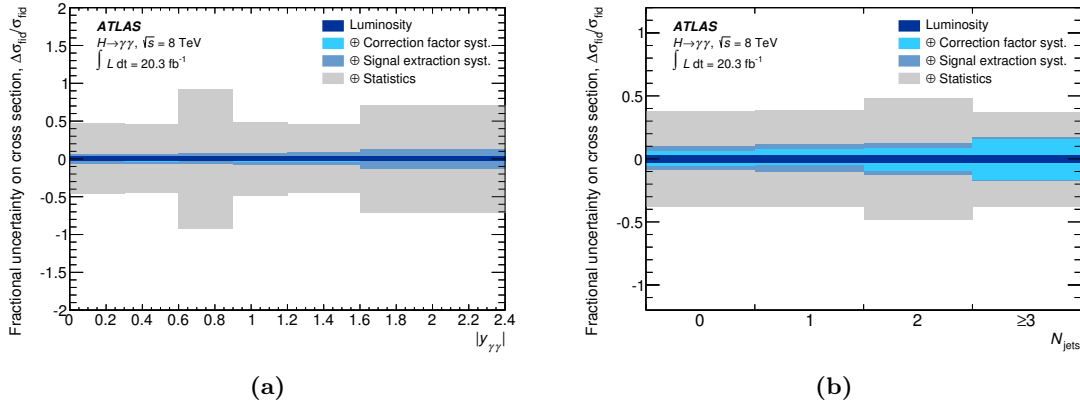 Fractional uncertainty on cross section, Δσfid/σfid
2
1.5
1
0.5
0
-0.5
-1
-1.5
-2
ATLAS
H→γγ, √s = 8 TeV
∫ L dt = 20.3 fb-1
Luminosity
⊕ Correction factor syst.
⊕ Signal extraction syst.
⊕ Statistics
0 0.2 0.4 0.6 0.8 1 1.2 1.4 1.6 1.8 2 2.2 2.4
|yγγ|
(a)
Fractional uncertainty on cross section, Δσfid/σfid
1
0.5
0
-0.5
-1
ATLAS
H→γγ, √s = 8 TeV
∫ L dt = 20.3 fb-1
Luminosity
⊕ Correction factor syst.
⊕ Signal extraction syst.
⊕ Statistics
0 1 2 ≥3
Njets
(b)